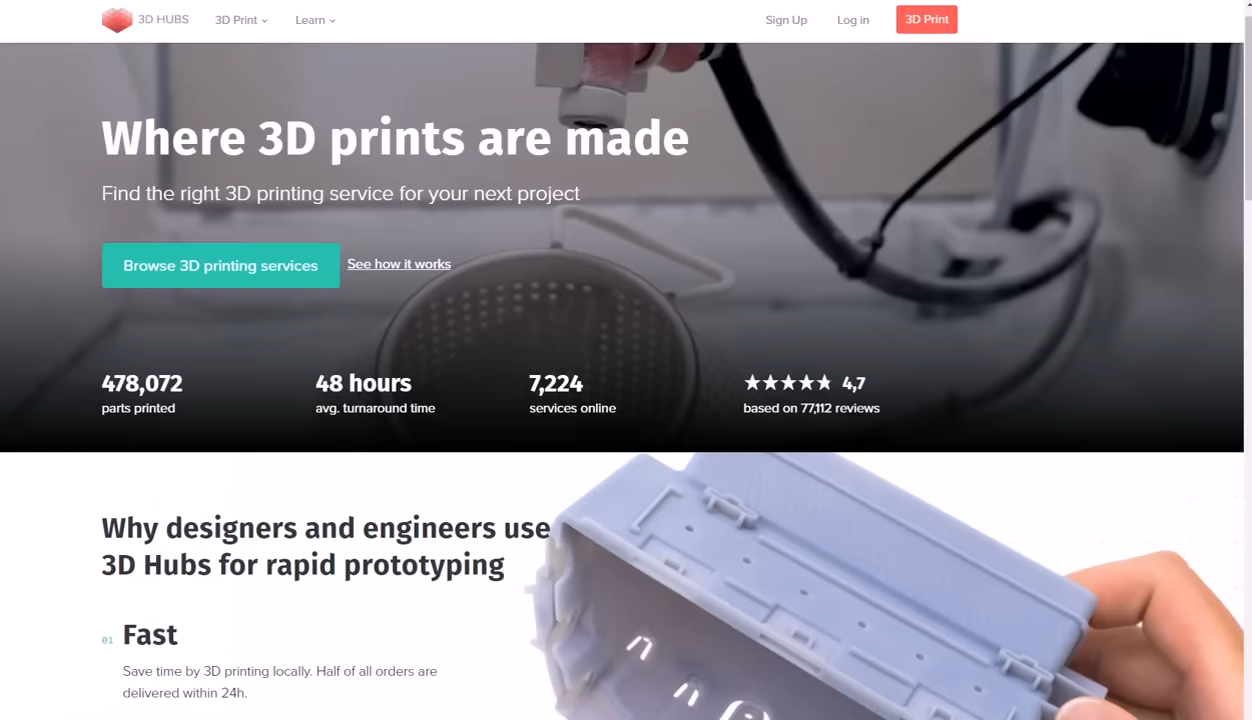 3D HUBS
3D Print
Learn
Sign Up
Log in
3D Print
Where 3D prints are made
Find the right 3D printing service for your next project
Browse 3D printing services
See how it works
478,072
parts printed
48 hours
avg. turnaround time
7,224
services online
4,7
based on 77,112 reviews
Why designers and engineers use
3D Hubs for rapid prototyping
01
Fast
Save time by 3D printing locally. Half of all orders are
delivered within 24h.